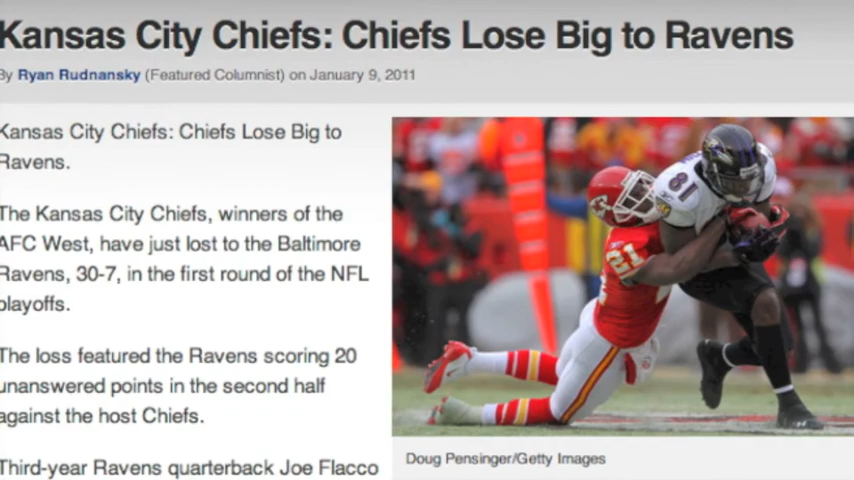 Kansas City Chiefs: Chiefs Lose Big to Ravens
By Ryan Rudnansky (Featured Columnist) on January 9, 2011
Kansas City Chiefs: Chiefs Lose Big to
Ravens.
The Kansas City Chiefs, winners of the
AFC West, have just lost to the Baltimore
Ravens, 30-7, in the first round of the NFL
playoffs.
The loss featured the Ravens scoring 20
unanswered points in the second half
against the host Chiefs.
Third-year Ravens quarterback Joe Flacco
81
21
Doug Pensinger/Getty Images